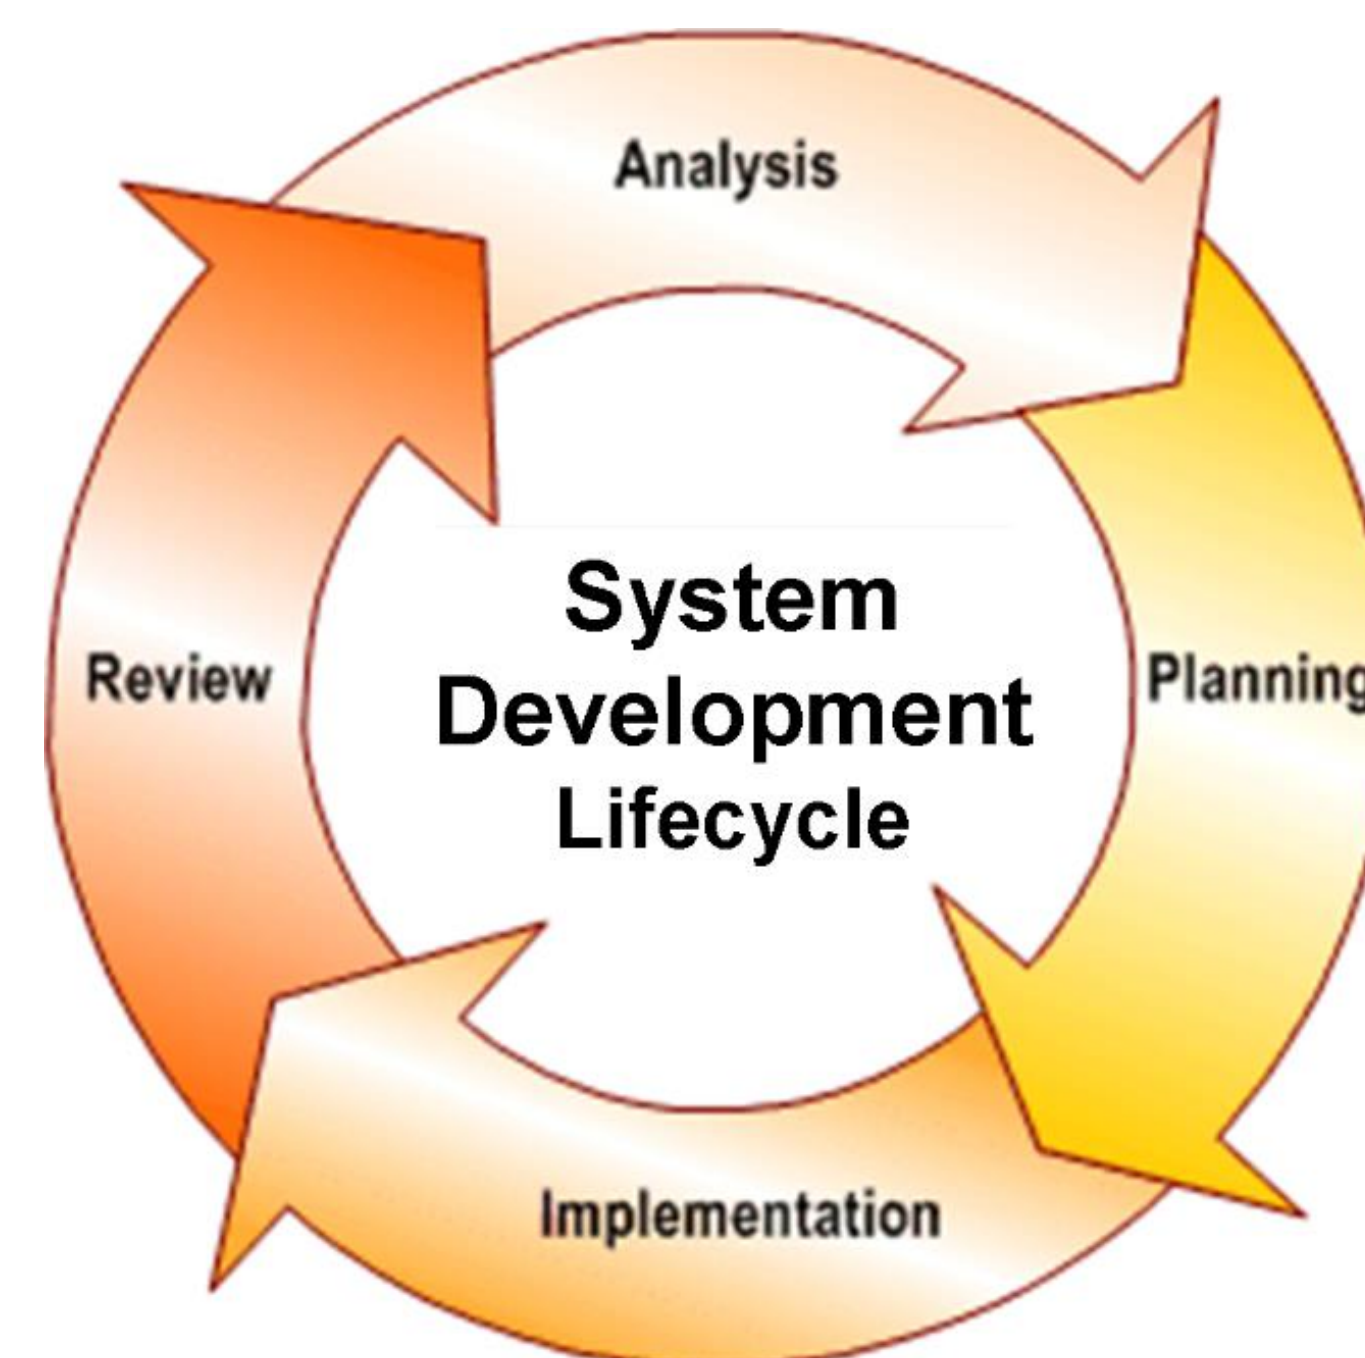 Analysis
System
Development
Lifecycle
Review
Planning
Implementation